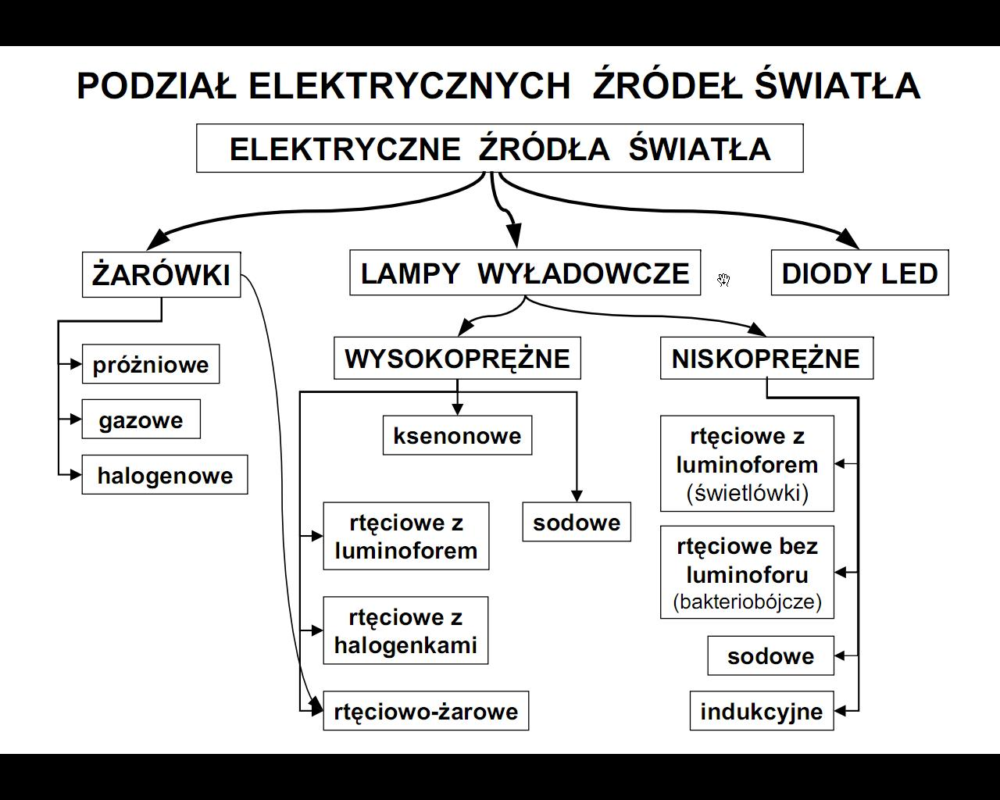 PODZIAŁ ELEKTRYCZNYCH ŹRÓDEŁ ŚWIATŁA
ELEKTRYCZNE ŹRÓDŁA ŚWIATŁA
ŻARÓWKI
LAMPY WYŁADOWCZE
DIODY LED
próżniowe
gazowe
halogenowe
WYSOKOPRĘŻNE
ksenonowe
sodowe
rtęciowe z
luminoforem
rtęciowe z
halogenkami
rtęciowo-żarowe
NISKOPRĘŻNE
rtęciowe z
luminoforem
(świetlówki)
rtęciowe bez
luminoforu
(bakteriobójcze)
sodowe
indukcyjne